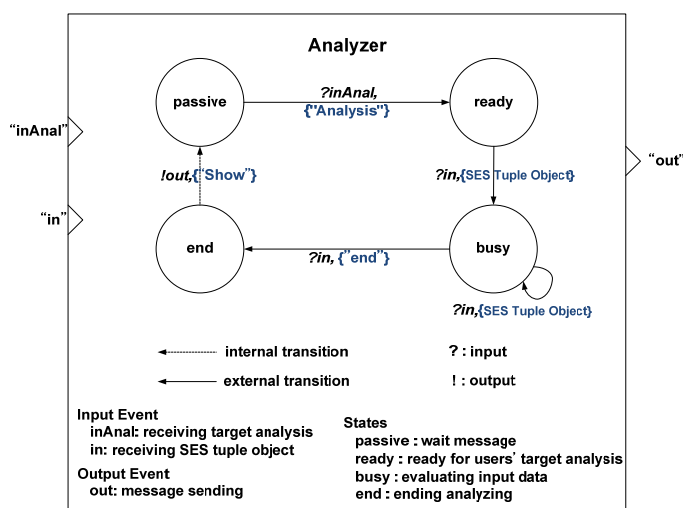 Analyzer
passive
?inAnal,
{"Analysis"}
ready
“inAnal”
“out”
!out,{“Show”}
?in,{SES Tuple Object}
“in”
end
?in, {”end”}
busy
?in,{SES Tuple Object}
internal transition
? : input
external transition
! : output
Input Event
inAnal: receiving target analysis
in: receiving SES tuple object
Output Event
out: message sending
States
passive : wait message
ready : ready for users’ target analysis
busy : evaluating input data
end : ending analyzing